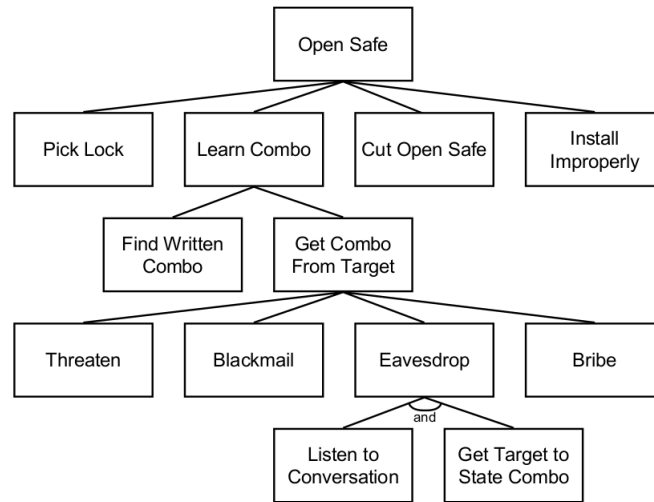 Open Safe
Pick Lock
Learn Combo
Cut Open Safe
Install
Improperly
Find Written
Combo
Get Combo
From Target
Threaten
Blackmail
Eavesdrop
Bribe
and
Listen to
Conversation
Get Target to
State Combo